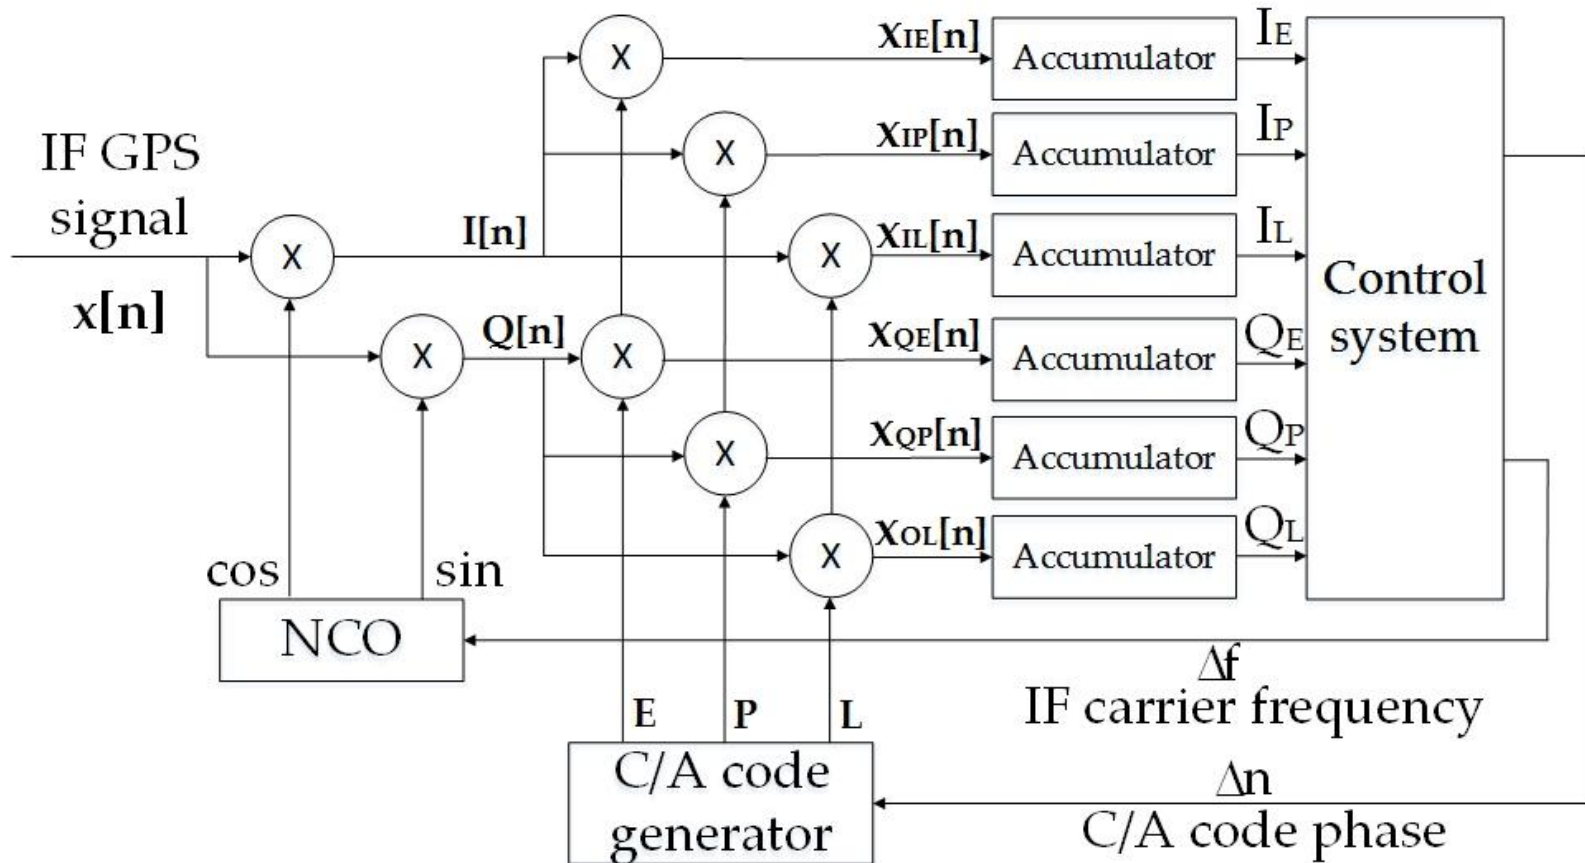 IF GPS
signal
x[n]
X
X
I[n]
Q[n]
cos
sin
NCO
X
X
X
X
X
X
xIE[n]
xIP[n]
xIL[n]
xQE[n]
xQP[n]
xOL[n]
Accumulator
Accumulator
Accumulator
Accumulator
Accumulator
Accumulator
IE
IP
IL
QE
QP
QL
Control
system
Δf
IF carrier frequency
E
P
L
C/A code
generator
Δn
C/A code phase